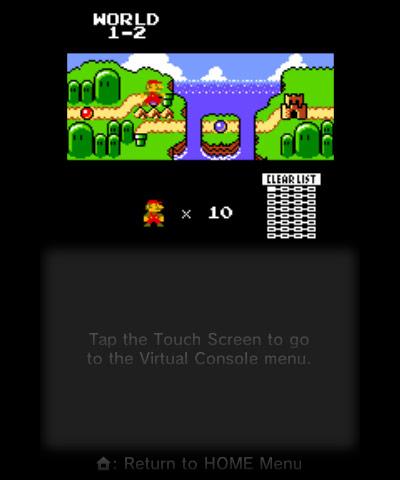 WORLD
1-2
CLEAR LIST
× 10
Tap the Touch Screen to go
to the Virtual Console menu.
: Return to HOME Menu